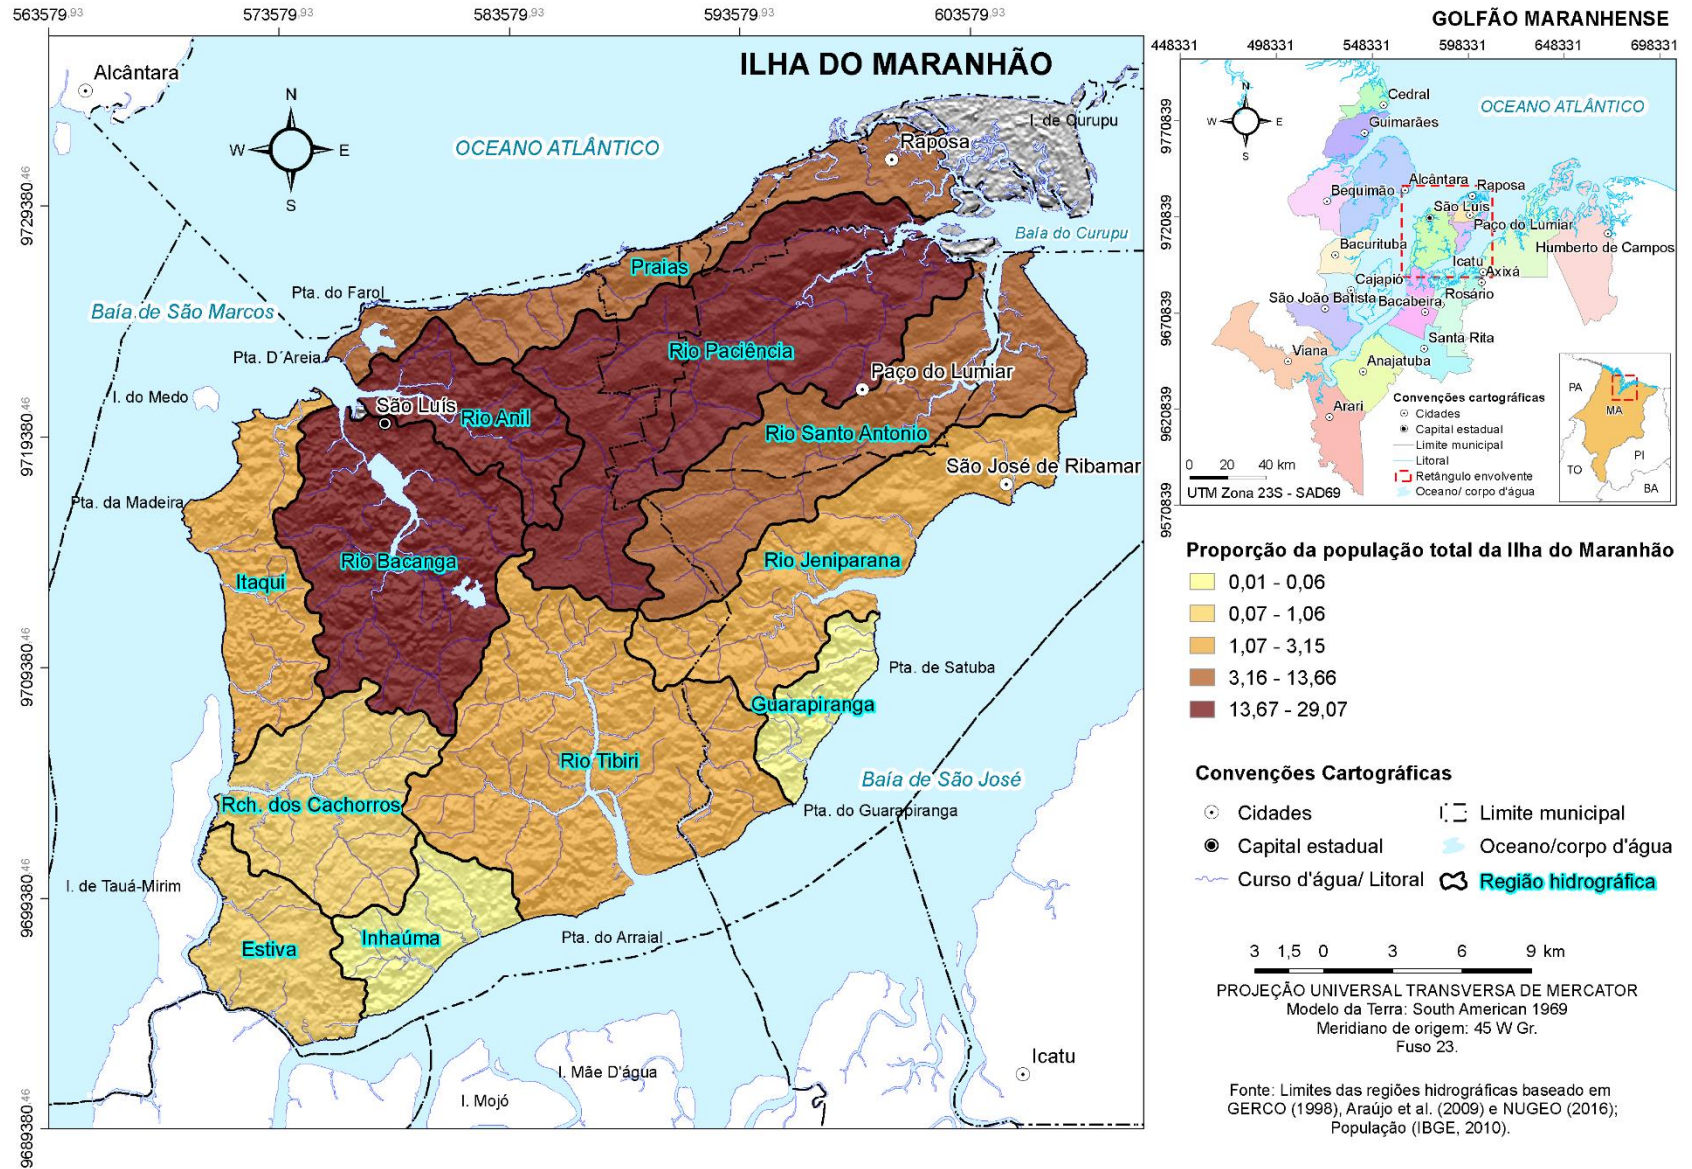 563579,93
573579,93
583579,93
593579,93
603579,93
9729380,46
9719380,46
9709380,46
9699380,46
9689380,46
ILHA DO MARANHÃO
Alcântara
N
W
E
S
OCEANO ATLÂNTICO
I. de Curupu
Raposa
Baía do Curupu
Praias
Pta. do Farol
Baía de São Marcos
Pta. D´Areia
Rio Paciência
Paço do Lumiar
I. do Medo
São Luís
Rio Anil
Rio Santo Antonio
São José de Ribamar
Pta. da Madeira
Rio Bacanga
Rio Jeniparana
Itaqui
Pta. de Satuba
Guarapiranga
Rio Tibiri
Baía de São José
Rch. dos Cachorros
Pta. do Guarapiranga
I. de Tauá-Mirim
Inhaúma
Pta. do Arraial
Estiva
Icatu
I. Mãe D'água
I. Mojó
GOLFÃO MARANHENSE
448331
498331
548331
598331
648331
698331
9770839
9720839
9670839
9620839
9570839
N
W
E
S
Cedral
OCEANO ATLÂNTICO
Guimarães
Alcântara
Raposa
Bequimão
São Luís
Paço do Lumiar
Bacurituba
Humberto de Campos
Icatu
Axixá
Cajapió
Rosário
São João Batista
Bacabeira
Santa Rita
Viana
Anajatuba
Arari
Convenções cartográficas
Cidades
Capital estadual
Limite municipal
Litoral
Retângulo envolvente
Oceano/ corpo d'água
0 20 40 km
UTM Zona 23S - SAD69
PA
MA
PI
TO
BA
Proporção da população total da Ilha do Maranhão
0,01 - 0,06
0,07 - 1,06
1,07 - 3,15
3,16 - 13,66
13,67 - 29,07
Convenções Cartográficas
Cidades
Capital estadual
Curso d'água/ Litoral
Limite municipal
Oceano/corpo d'água
Região hidrográfica
3 1,5 0 3 6 9 km
PROJEÇÃO UNIVERSAL TRANSVERSA DE MERCATOR
Modelo da Terra: South American 1969
Meridiano de origem: 45 W Gr.
Fuso 23.
Fonte: Limites das regiões hidrográficas baseado em
GERCO (1998), Araújo et al. (2009) e NUGEO (2016);
População (IBGE, 2010).